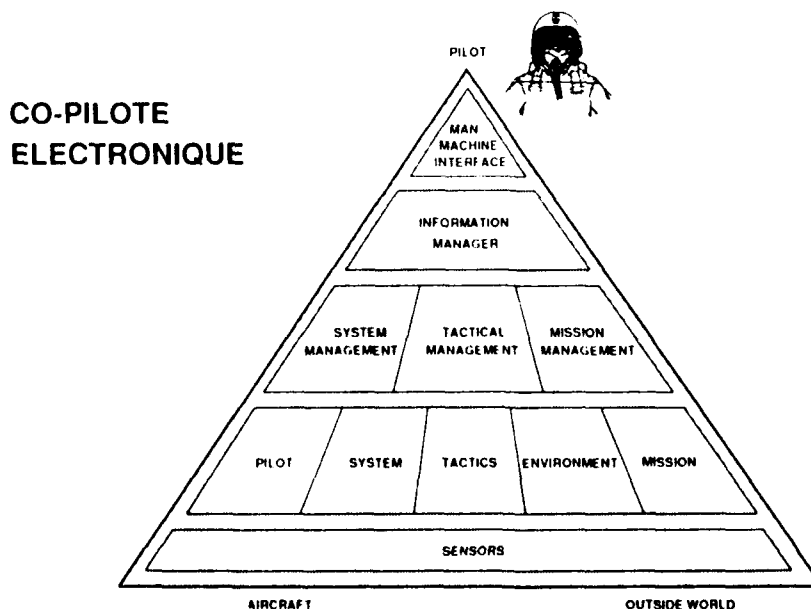 PILOT
CO-PILOTE
ELECTRONIQUE
MAN
MACHINE
INTERFACE
INFORMATION
MANAGER
SYSTEM
MANAGEMENT
TACTICAL
MANAGEMENT
MISSION
MANAGEMENT
PILOT
SYSTEM
TACTICS
ENVIRONMENT
MISSION
SENSORS
AIRCRAFT
OUTSIDE WORLD